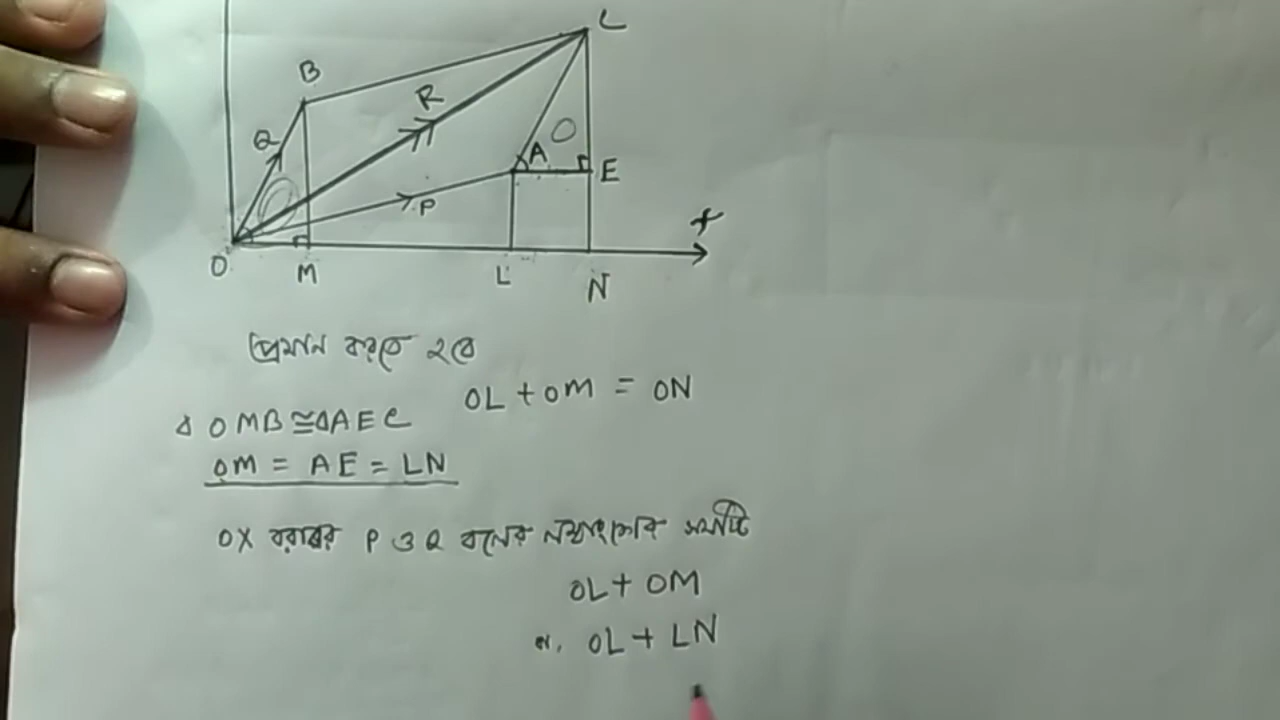 C
B
R
Q
A
E
P
X
O
M
L
N
প্রমান করতে হবে
OL + OM = ON
Δ OMB ≅ Δ AEC
OM = AE = LN
OX বরাবর P ও Q বলের লম্বাংশের সমষ্টি
OL + OM
বা, OL + LN